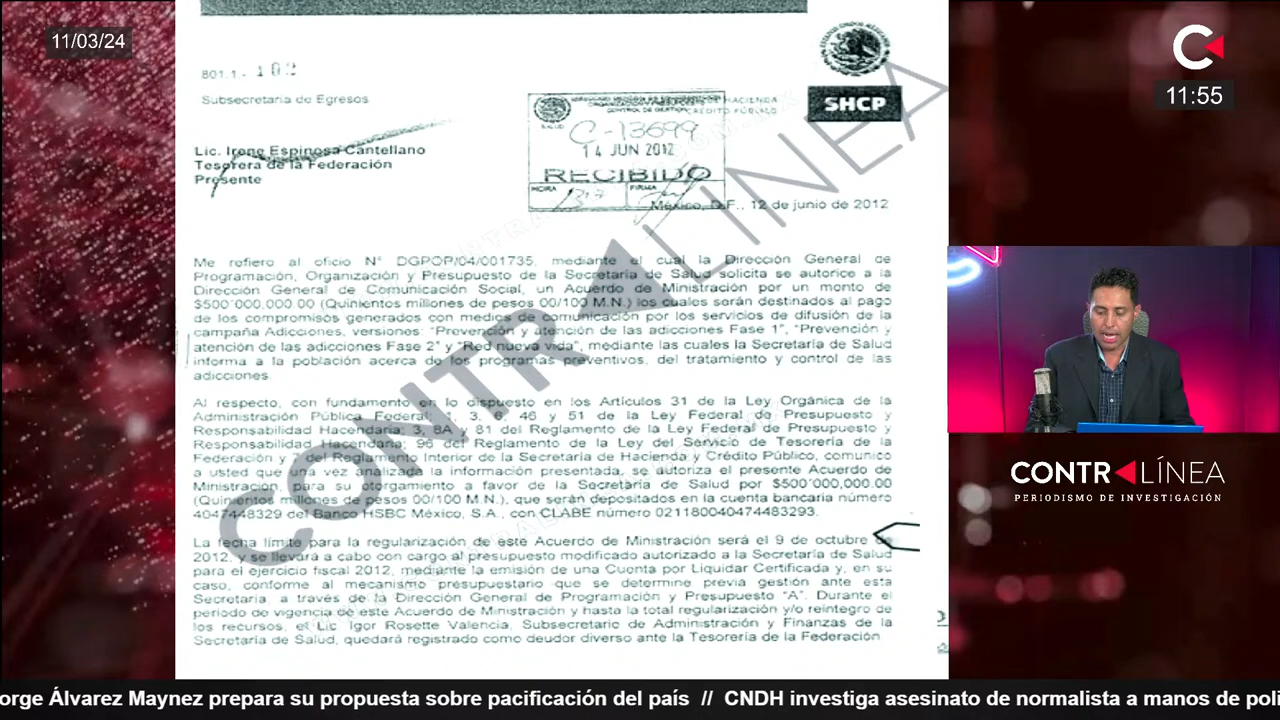 11/03/24
11:55
801.1.- 102
SHCP
Subsecretaría de Egresos
HACIENDA
CRÉDITO PÚBLICO
SALUD
C-13699
14 JUN 2012
RECIBIDO
HORA
FIRMA
Lic. Irene Espinosa Cantellano
Tesorera de la Federación
Presente
México, D.F., 12 de junio de 2012
Me refiero al oficio N° DGPOP/04/001735, mediante el cual la Dirección General de
Programación, Organización y Presupuesto de la Secretaría de Salud solicita se autorice a la
Dirección General de Comunicación Social, un Acuerdo de Ministración por un monto de
$500'000,000.00 (Quinientos millones de pesos 00/100 M.N.) los cuales serán destinados al pago
de los compromisos generados con medios de comunicación por los servicios de difusión de la
campaña Adicciones, versiones: "Prevención y atención de las adicciones Fase 1", "Prevención y
atención de las adicciones Fase 2" y "Red nueva vida", mediante las cuales la Secretaría de Salud
informa a la población acerca de los programas preventivos, del tratamiento y control de las
adicciones.
Al respecto, con fundamento en lo dispuesto en los Artículos 31 de la Ley Orgánica de la
Administración Pública Federal; 1, 3, 6, 46 y 51 de la Ley Federal de Presupuesto y
Responsabilidad Hacendaria; 3, 8A y 81 del Reglamento de la Ley Federal de Presupuesto y
Responsabilidad Hacendaria; 96 del Reglamento de la Ley del Servicio de Tesorería de la
Federación y 7 del Reglamento Interior de la Secretaría de Hacienda y Crédito Público, comunico
a usted que una vez analizada la información presentada, se autoriza el presente Acuerdo de
Ministración, para su otorgamiento a favor de la Secretaría de Salud por $500'000,000.00
(Quinientos millones de pesos 00/100 M.N.), que serán depositados en la cuenta bancaria número
4047448329 del Banco HSBC México, S.A., con CLABE número 021180040474483293.
La fecha límite para la regularización de este Acuerdo de Ministración será el 9 de octubre de
2012, y se llevará a cabo con cargo al presupuesto modificado autorizado a la Secretaría de Salud
para el ejercicio fiscal 2012, mediante la emisión de una Cuenta por Liquidar Certificada y, en su
caso, conforme al mecanismo presupuestario que se determine previa gestión ante esta
Secretaría a través de la Dirección General de Programación y Presupuesto "A". Durante el
periodo de vigencia de este Acuerdo de Ministración y hasta la total regularización y/o reintegro de
los recursos, el Lic. Igor Rosette Valencia, Subsecretario de Administración y Finanzas de la
Secretaría de Salud, quedará registrado como deudor diverso ante la Tesorería de la Federación
CONTRALÍNEA
CONTRALÍNEA
PERIODISMO DE INVESTIGACIÓN
orge Álvarez Maynez prepara su propuesta sobre pacificación del país // CNDH investiga asesinato de normalista a manos de poli